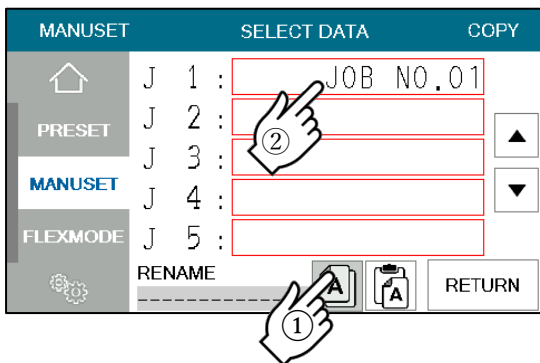 MANUSET SELECT DATA COPY
J 1 : JOB NO.01
PRESET J 2 :
②
J 3 :
MANUSET J 4 :
FLEXMODE J 5 :
RENAME A A RETURN
①